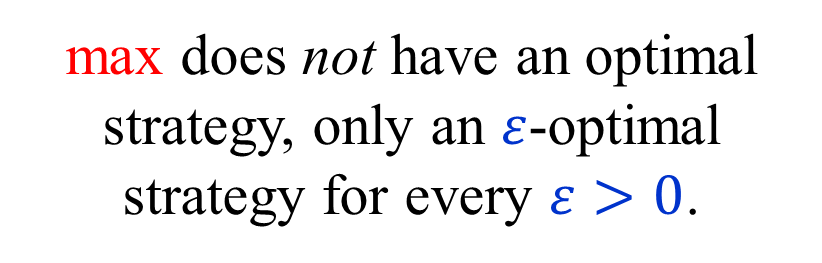 max does not have an optimal
strategy, only an ε-optimal
strategy for every ε > 0.